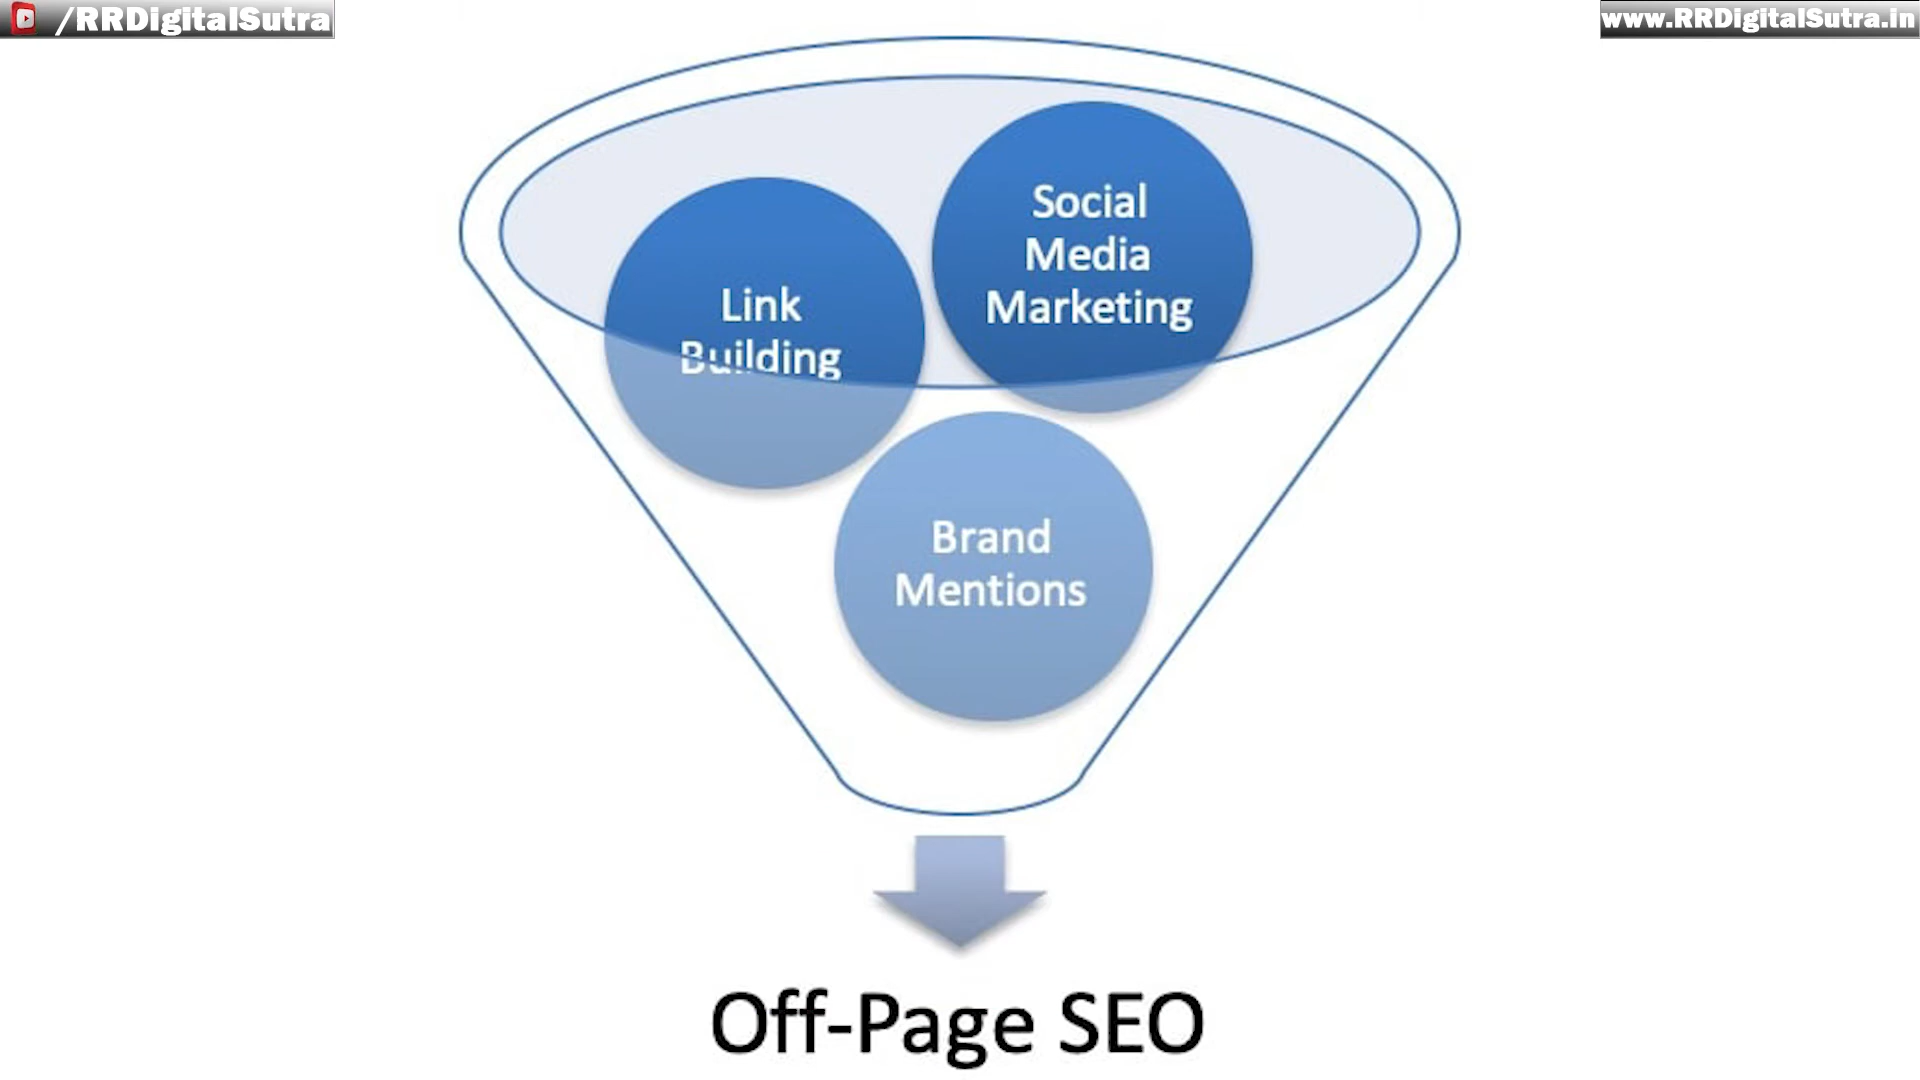 /RRDigitalSutra
www.RRDigitalSutra.in
Social
Media
Marketing
Link
Building
Brand
Mentions
Off-Page SEO